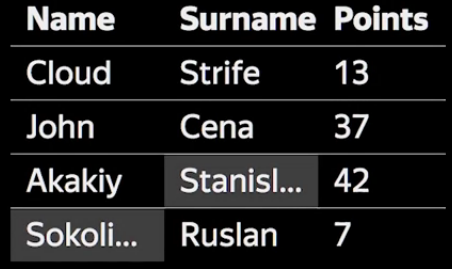 Name Surname Points
Cloud Strife 13
John Cena 37
Akakiy Stanisl... 42
Sokoli... Ruslan 7